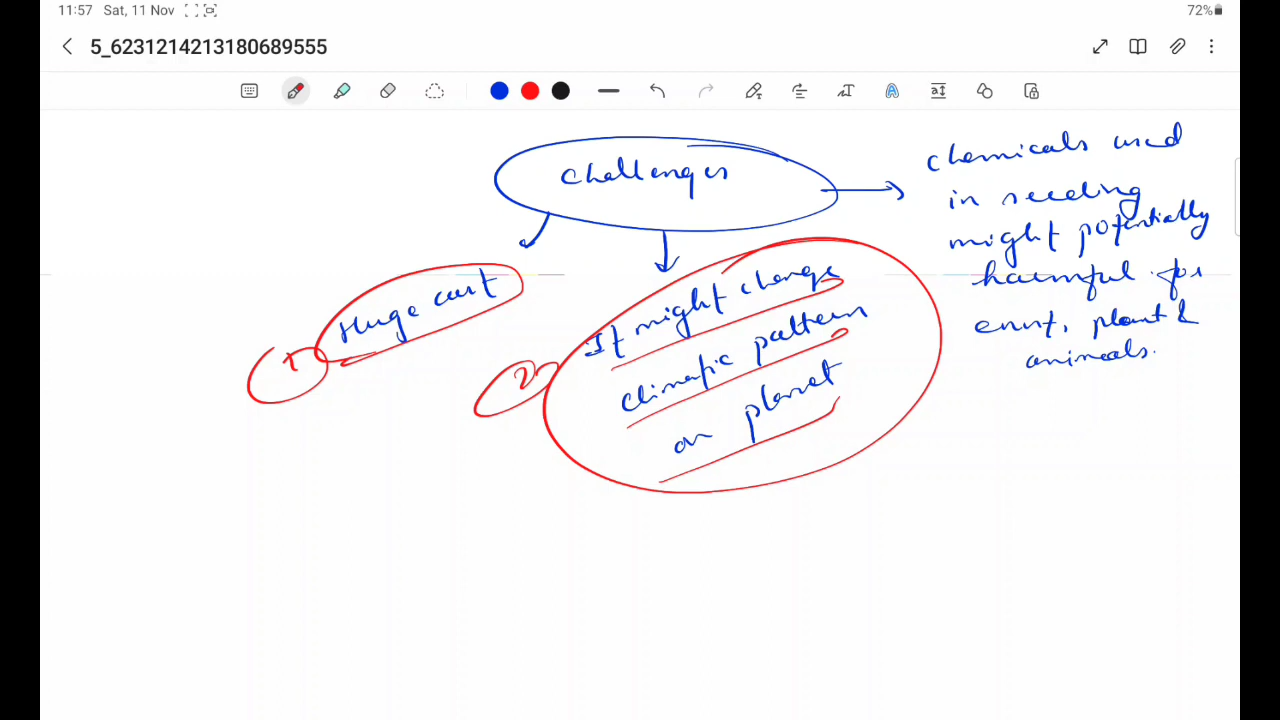 11:57 Sat, 11 Nov
72%
5_6231214213180689555
challenges
1
Huge cost
2
It might change
climatic pattern
on planet
chemicals used
in seeding
might potentially
harmful for
envt, plant &
animals.